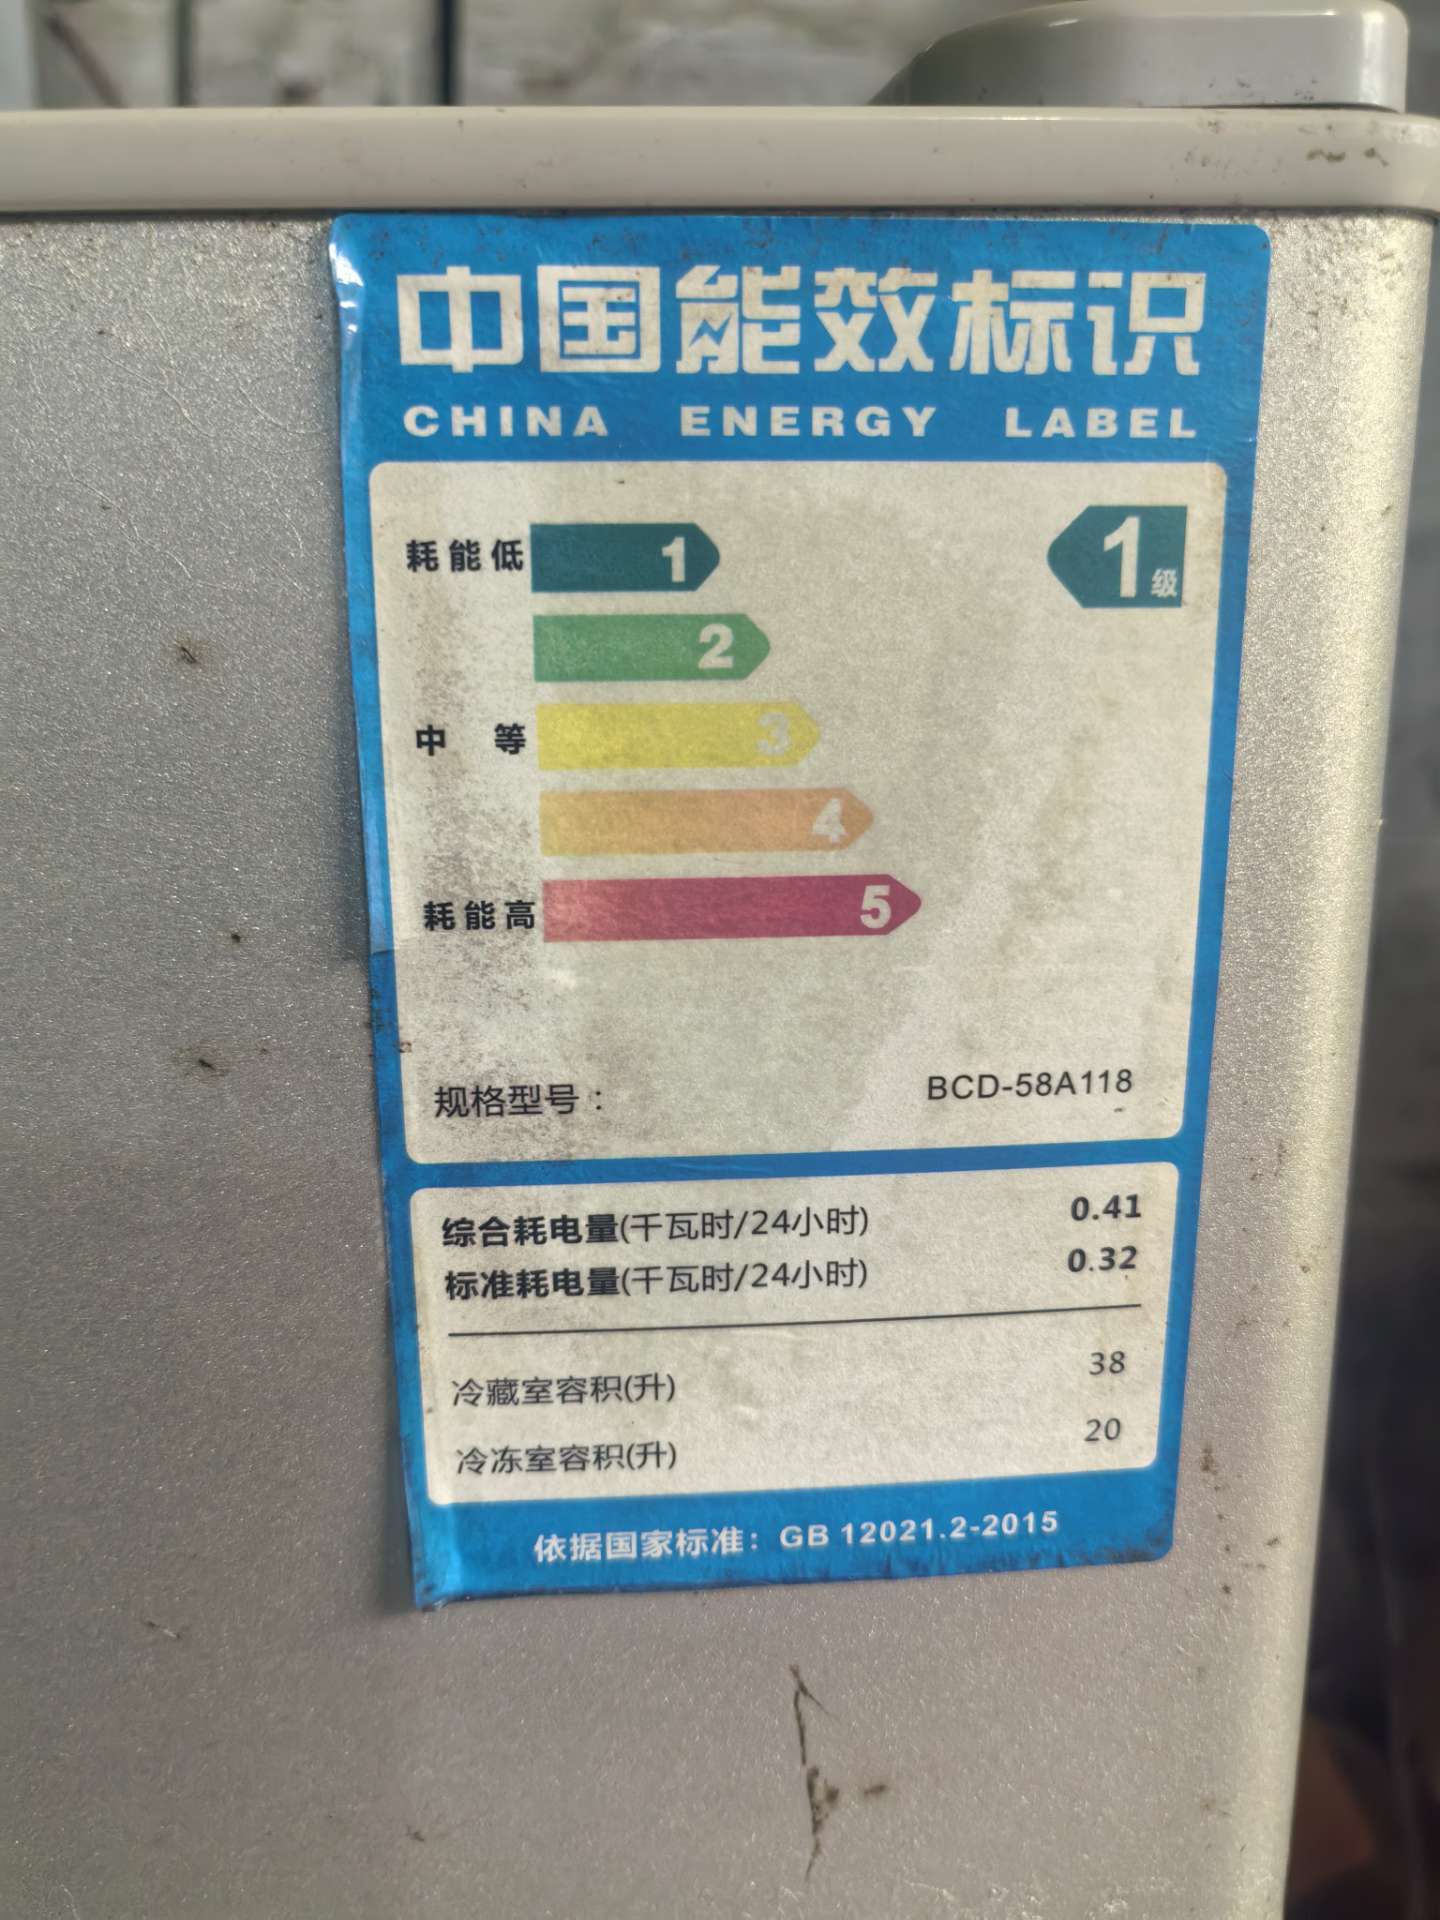 中国能效标识
CHINA ENERGY LABEL
耗能低 1
1级
2
中等 3
4
耗能高 5
规格型号： BCD-58A118
综合耗电量(千瓦时/24小时) 0.41
标准耗电量(千瓦时/24小时) 0.32
冷藏室容积(升) 38
冷冻室容积(升) 20
依据国家标准：GB 12021.2-2015